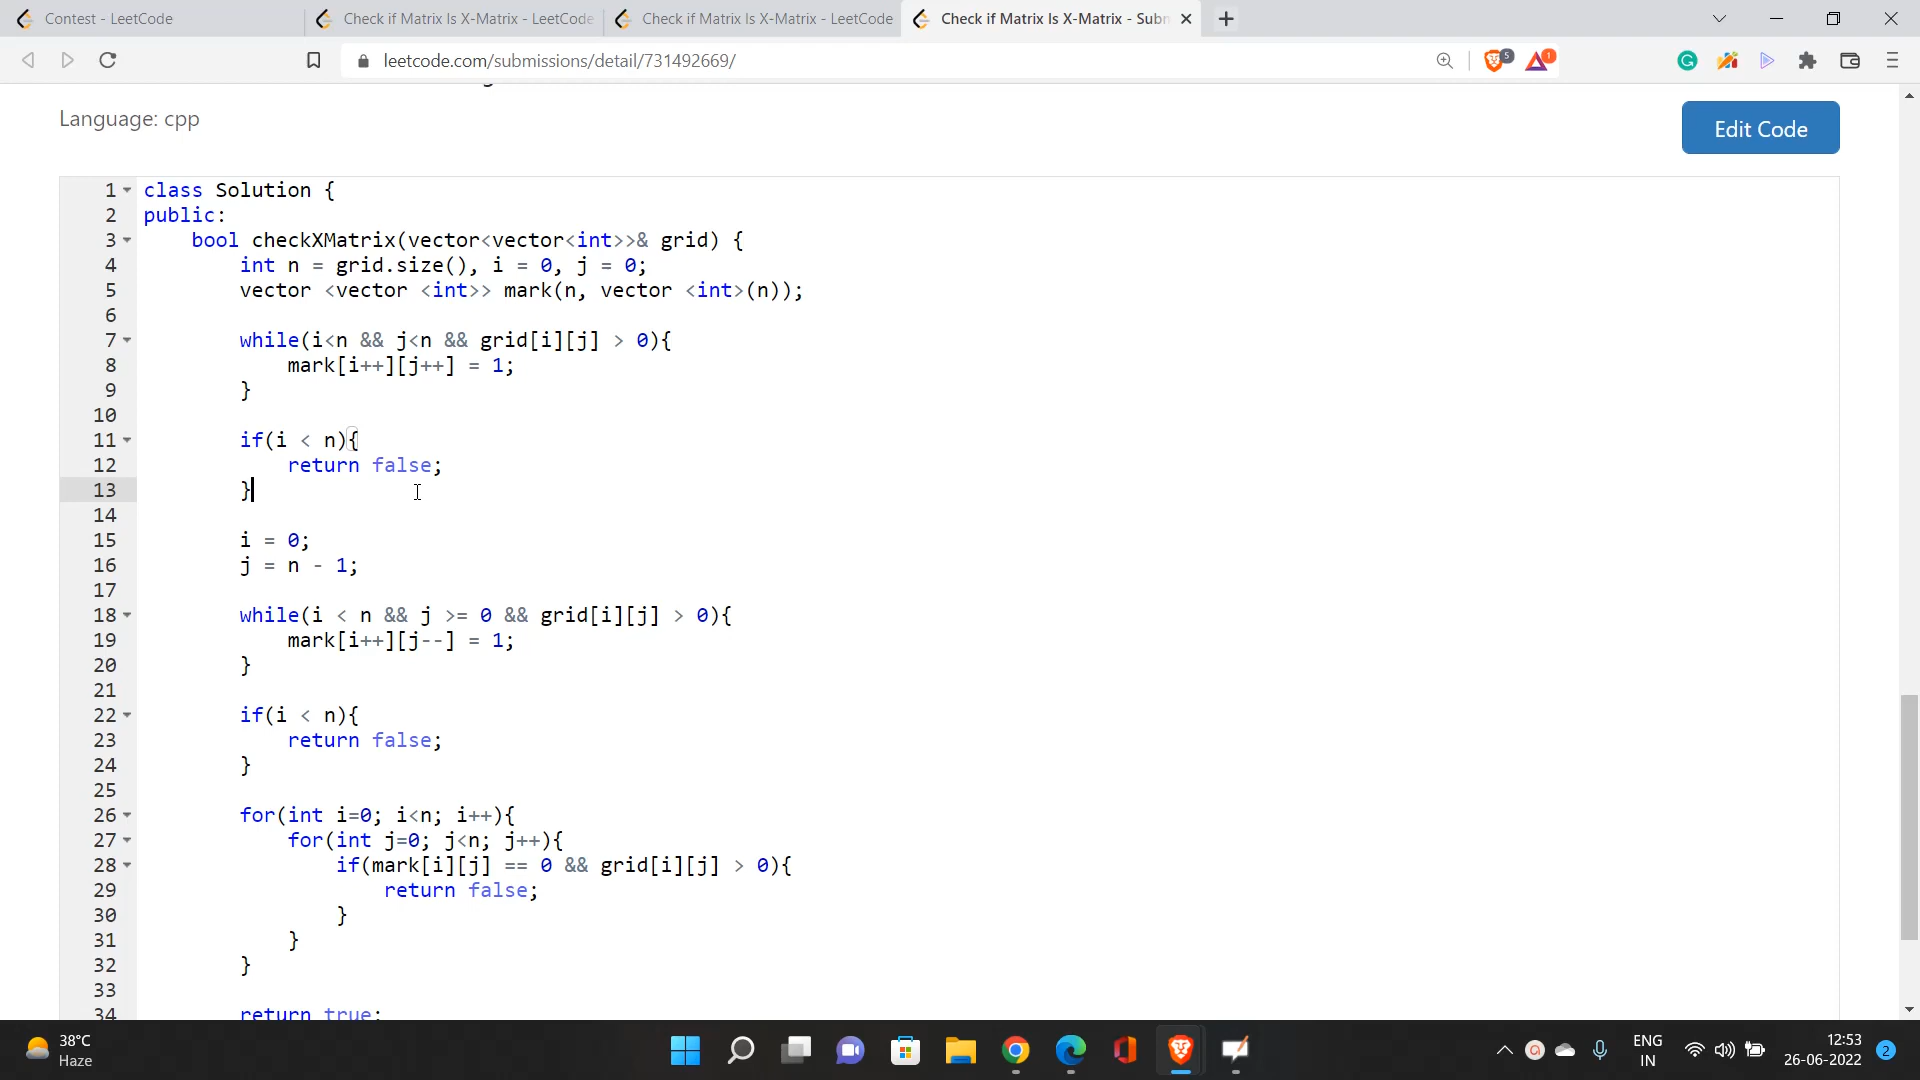 Contest - LeetCode
Check if Matrix Is X-Matrix - LeetCode
Check if Matrix Is X-Matrix - LeetCode
Check if Matrix Is X-Matrix - Subm
leetcode.com/submissions/detail/731492669/
5
1
Language: cpp
Edit Code
1 class Solution {
2 public:
3 bool checkXMatrix(vector<vector<int>>& grid) {
4 int n = grid.size(), i = 0, j = 0;
5 vector <vector <int>> mark(n, vector <int>(n));
6
7 while(i<n && j<n && grid[i][j] > 0){
8 mark[i++][j++] = 1;
9 }
10
11 if(i < n){
12 return false;
13 }
14
15 i = 0;
16 j = n - 1;
17
18 while(i < n && j >= 0 && grid[i][j] > 0){
19 mark[i++][j--] = 1;
20 }
21
22 if(i < n){
23 return false;
24 }
25
26 for(int i=0; i<n; i++){
27 for(int j=0; j<n; j++){
28 if(mark[i][j] == 0 && grid[i][j] > 0){
29 return false;
30 }
31 }
32 }
33
34 return true;
38°C
Haze
ENG
IN
12:53
26-06-2022
2